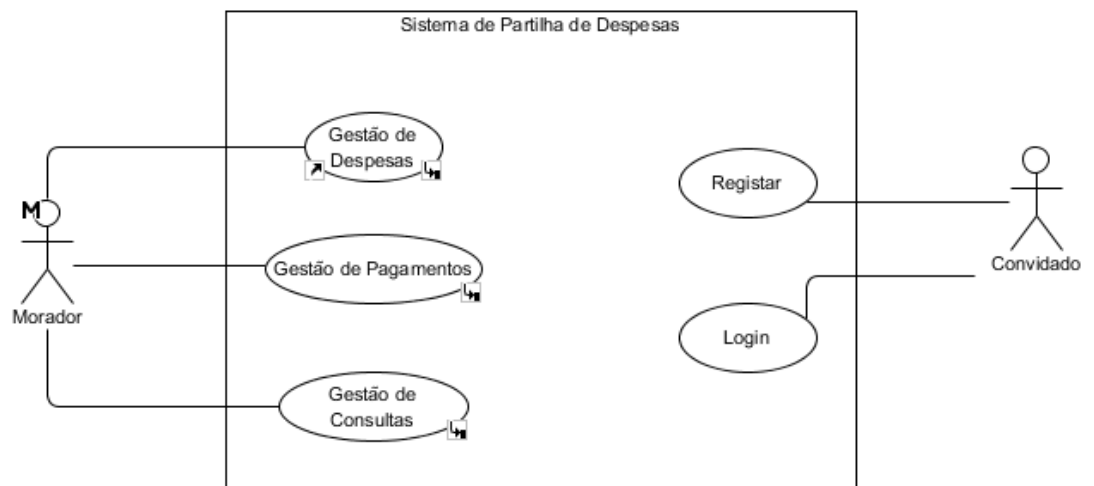 Sistema de Partilha de Despesas
Gestão de
Despesas
Registar
M
Gestão de Pagamentos
Convidado
Morador
Login
Gestão de
Consultas